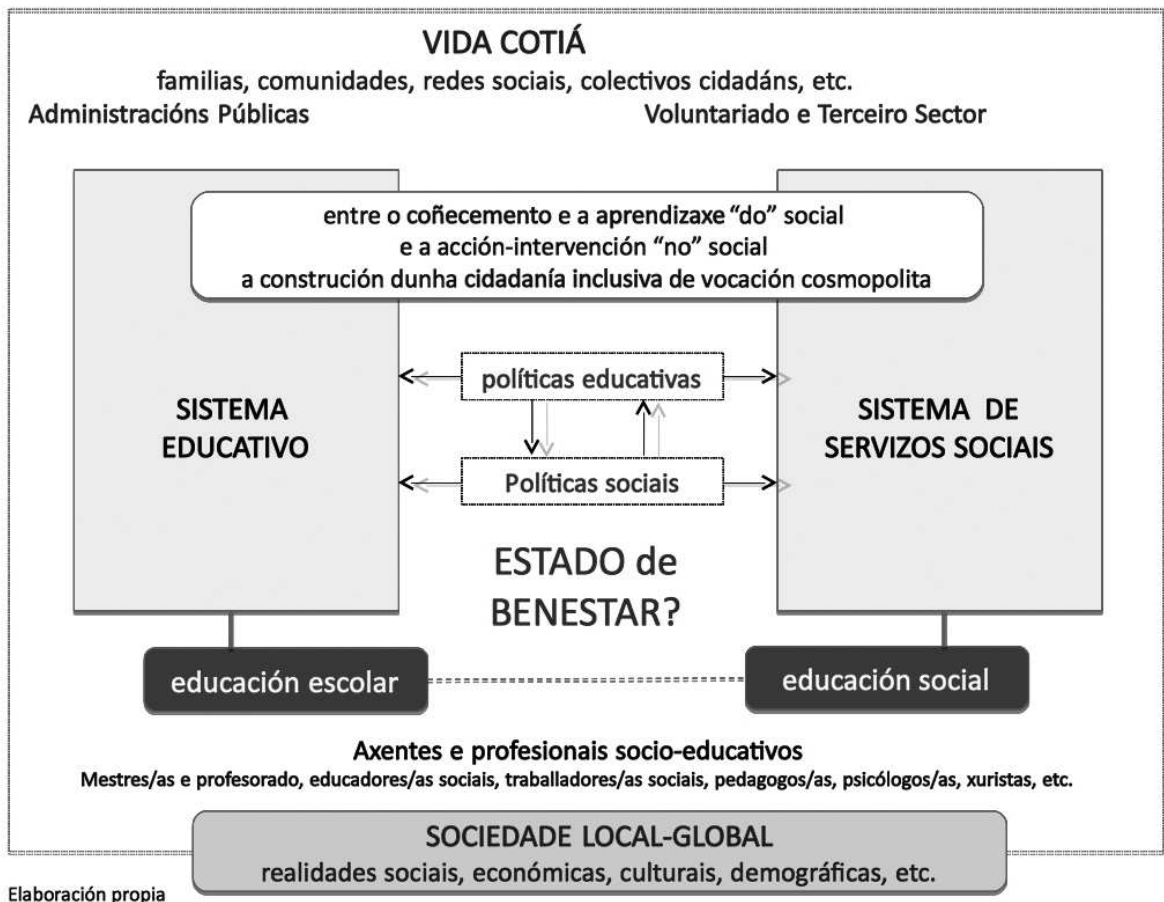 VIDA COTIÁ
familias, comunidades, redes sociais, colectivos cidadáns, etc.
Administracións Públicas
Voluntariado e Terceiro Sector
entre o coñecemento e a aprendizaxe “do” social
e a acción-intervención “no” social
a construción dunha cidadanía inclusiva de vocación cosmopolita
SISTEMA
EDUCATIVO
políticas educativas
Políticas sociais
SISTEMA DE
SERVIZOS SOCIAIS
ESTADO de
BENESTAR?
educación escolar
educación social
Axentes e profesionais socio-educativos
Mestres/as e profesorado, educadores/as sociais, traballadores/as sociais, pedagogos/as, psicólogos/as, xuristas, etc.
SOCIEDADE LOCAL-GLOBAL
realidades sociais, económicas, culturais, demográficas, etc.
Elaboración propia